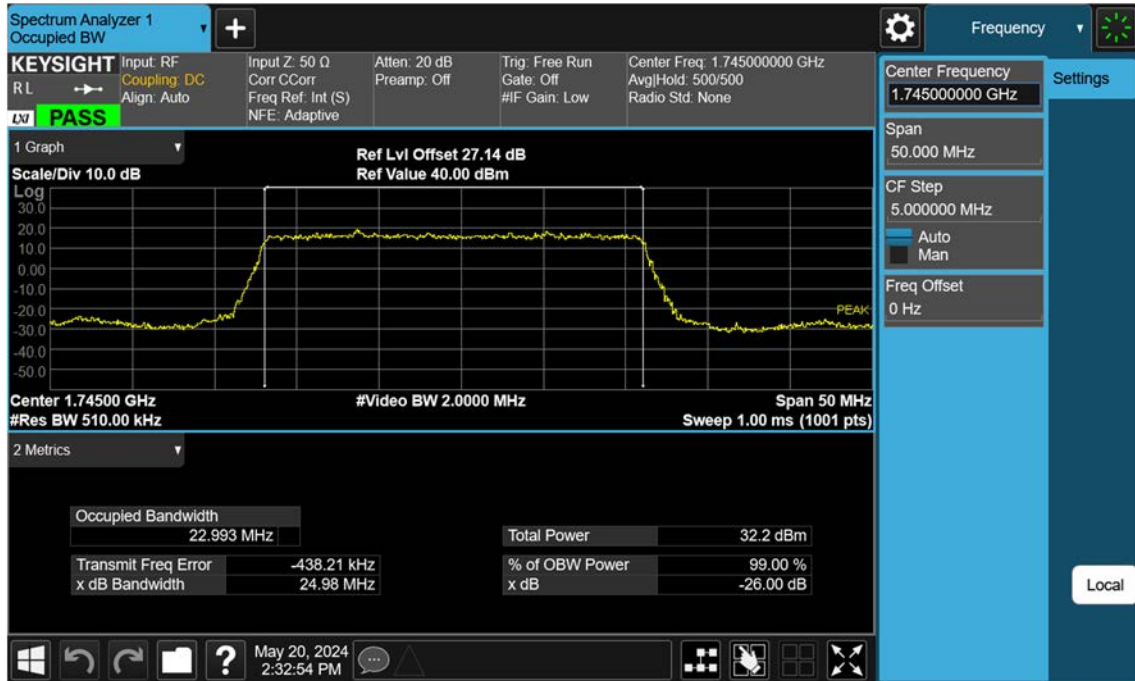 Spectrum Analyzer 1
Occupied BW
Frequency
KEYSIGHT
R L
LXI
PASS
Input: RF
Coupling: DC
Align: Auto
Input Z: 50 Ω
Corr CCorr
Freq Ref: Int (S)
NFE: Adaptive
Atten: 20 dB
Preamp: Off
Trig: Free Run
Gate: Off
#IF Gain: Low
Center Freq: 1.745000000 GHz
Avg|Hold: 500/500
Radio Std: None
1 Graph
Scale/Div 10.0 dB
Ref Lvl Offset 27.14 dB
Ref Value 40.00 dBm
Log
30.0
20.0
10.0
0.00
-10.0
-20.0
-30.0
-40.0
-50.0
PEAK
Center 1.74500 GHz
#Video BW 2.0000 MHz
Span 50 MHz
#Res BW 510.00 kHz
Sweep 1.00 ms (1001 pts)
2 Metrics
Occupied Bandwidth
22.993 MHz
Total Power 32.2 dBm
Transmit Freq Error -438.21 kHz
% of OBW Power 99.00 %
x dB Bandwidth 24.98 MHz
x dB -26.00 dB
May 20, 2024
2:32:54 PM
Center Frequency
1.745000000 GHz
Settings
Span
50.000 MHz
CF Step
5.000000 MHz
Auto
Man
Freq Offset
0 Hz
Local